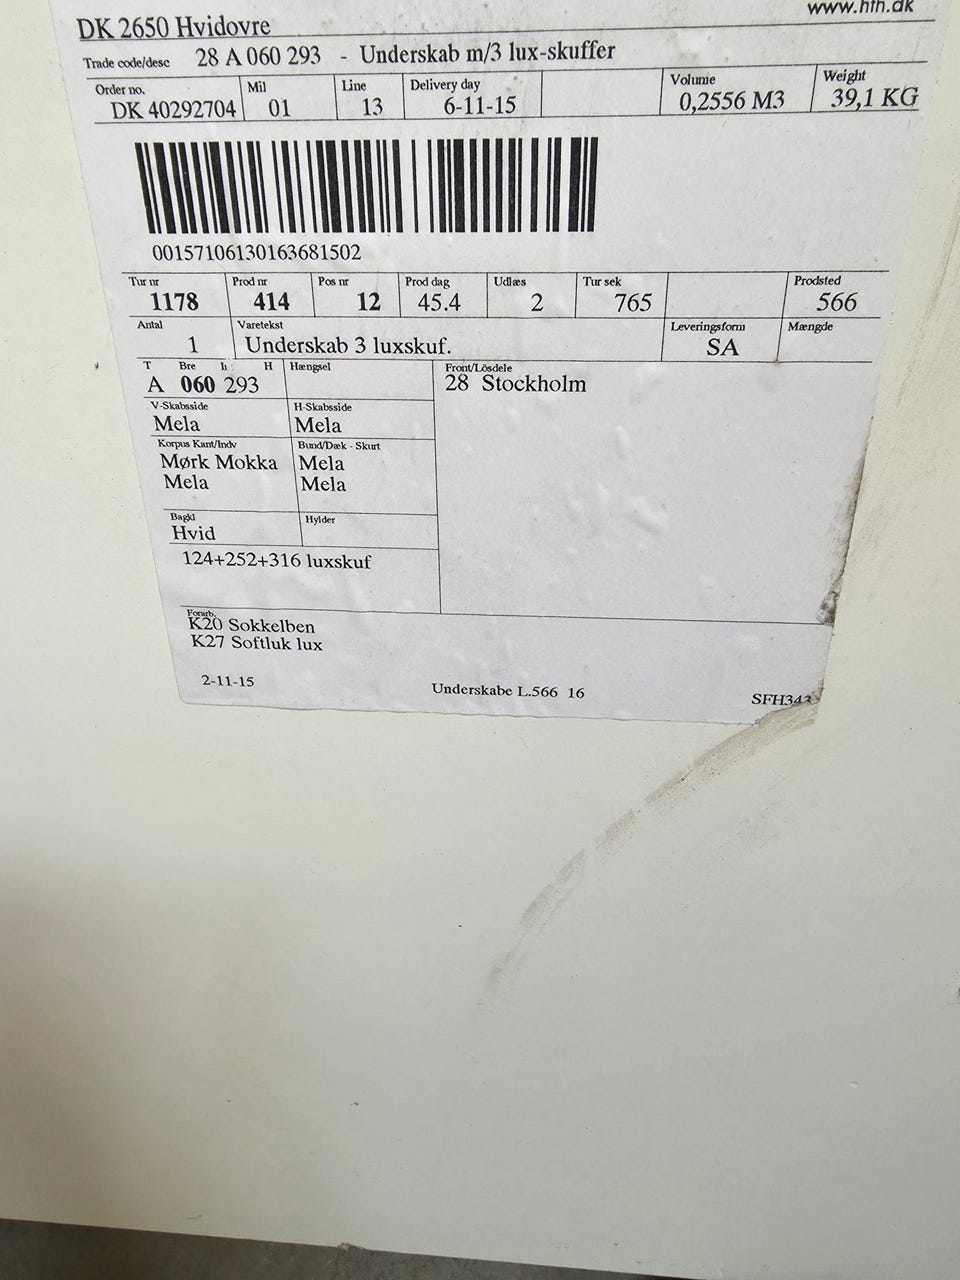 www.hth.dk
DK 2650 Hvidovre
Trade code/desc 28 A 060 293 - Underskab m/3 lux-skuffer
Order no. Mil Line Delivery day Volume Weight
DK 40292704 01 13 6-11-15 0,2556 M3 39,1 KG
00157106130163681502
Tur nr Prod nr Pos nr Prod dag Udlæs Tur sek Prodsted
1178 414 12 45.4 2 765 566
Antal Varetekst Leveringsform Mængde
1 Underskab 3 luxskuf. SA
T Bre H Hængsel Front/Lösdele
A 060 293 28 Stockholm
V-Skabsside H-Skabsside
Mela Mela
Korpus Kant/Indv Bund/Dæk - Skurt
Mørk Mokka Mela
Mela Mela
Bagkl Hylder
Hvid
124+252+316 luxskuf
Forarb.
K20 Sokkelben
K27 Softluk lux
2-11-15 Underskabe L.566 16 SFH343